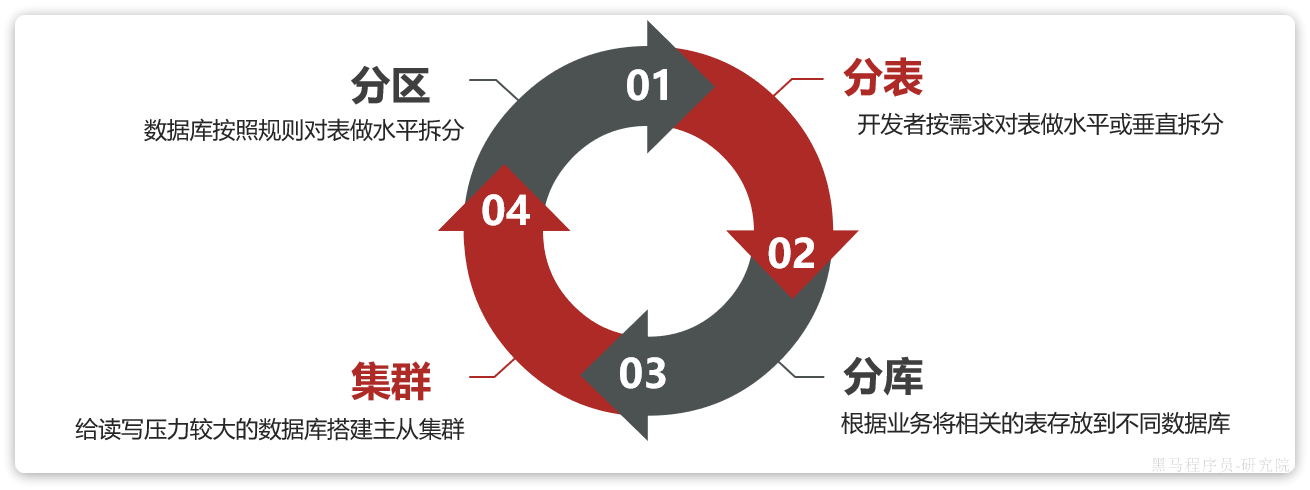 01
分区
数据库按照规则对表做水平拆分
分表
开发者按需求对表做水平或垂直拆分
02
分库
根据业务将相关的表存放到不同数据库
03
集群
给读写压力较大的数据库搭建主从集群
04
黑马程序员-研究院